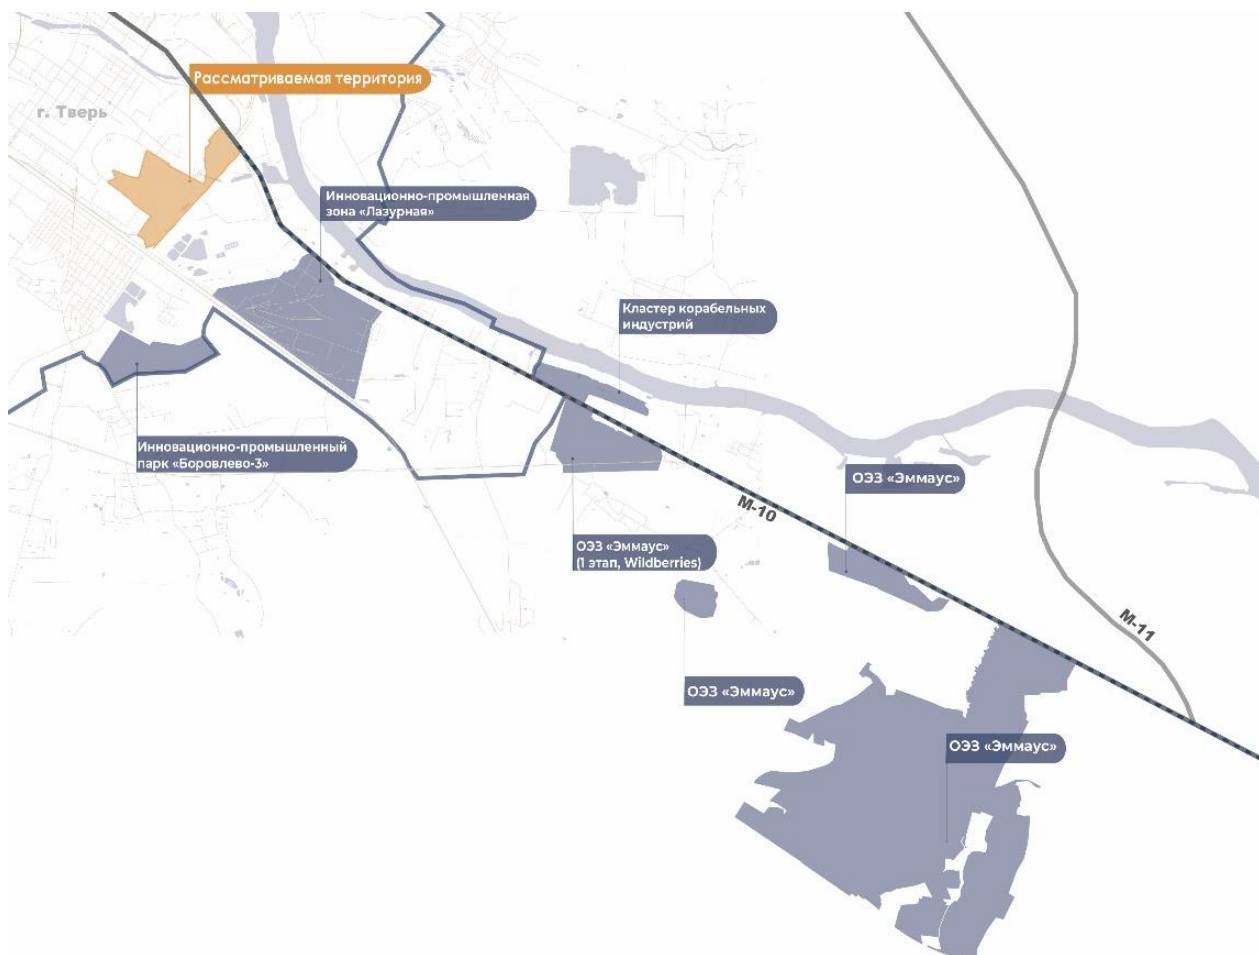 Рассматриваемая территория
г. Тверь
Инновационно-промышленная
зона «Лазурная»
Кластер корабельных
индустрий
Инновационно-промышленный
парк «Боровлево-3»
ОЭЗ «Эммаус»
М-10
ОЭЗ «Эммаус»
(1 этап, Wildberries)
М-11
ОЭЗ «Эммаус»
ОЭЗ «Эммаус»